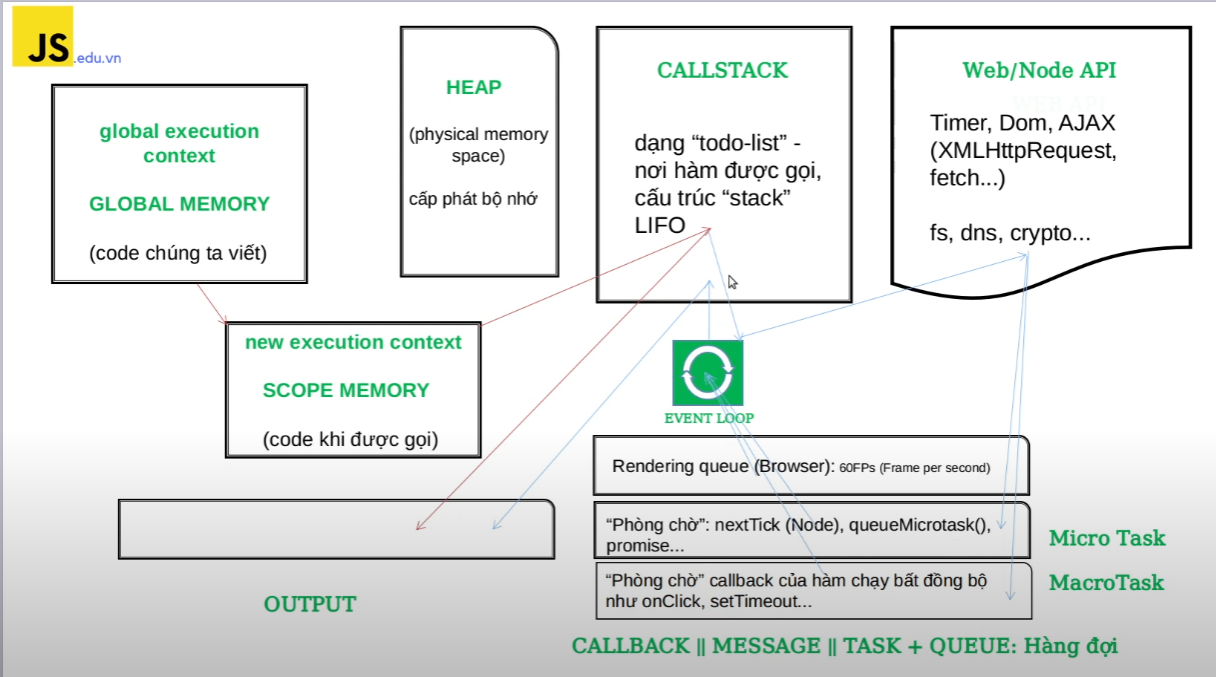 JS
.edu.vn
global execution
context
GLOBAL MEMORY
(code chúng ta viết)
HEAP
(physical memory
space)
cấp phát bộ nhớ
CALLSTACK
dạng “todo-list” -
nơi hàm được gọi,
cấu trúc “stack”
LIFO
Web/Node API
WEB API
Timer, Dom, AJAX
(XMLHttpRequest,
fetch...)
fs, dns, crypto...
new execution context
SCOPE MEMORY
(code khi được gọi)
EVENT LOOP
Rendering queue (Browser): 60FPs (Frame per second)
“Phòng chờ”: nextTick (Node), queueMicrotask(),
promise...
Micro Task
“Phòng chờ” callback của hàm chạy bất đồng bộ
như onClick, setTimeout...
MacroTask
OUTPUT
CALLBACK || MESSAGE || TASK + QUEUE: Hàng đợi